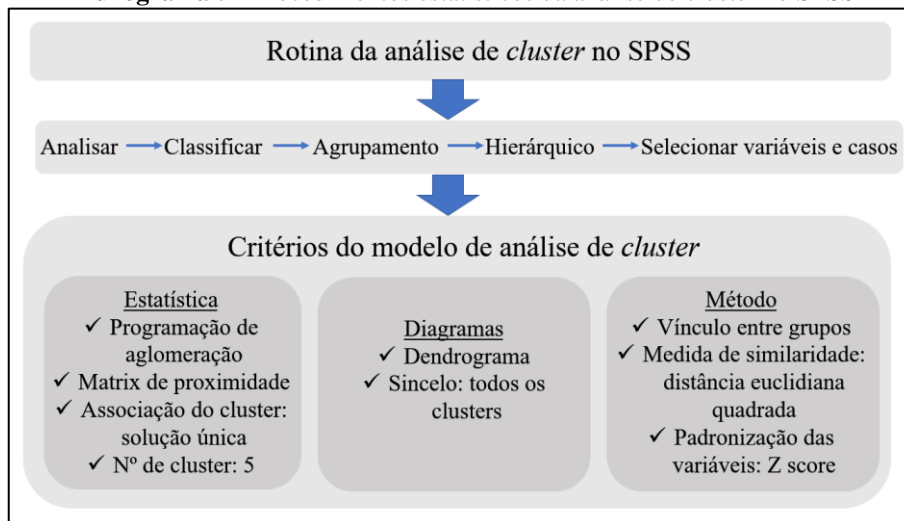 Rotina da análise de cluster no SPSS
Analisar Classificar Agrupamento Hierárquico Selecionar variáveis e casos
Critérios do modelo de análise de cluster
Estatística
✓ Programação de
aglomeração
✓ Matrix de proximidade
✓ Associação do cluster:
solução única
✓ Nº de cluster: 5
Diagramas
✓ Dendrograma
✓ Sincelo: todos os
clusters
Método
✓ Vínculo entre grupos
✓ Medida de similaridade:
distância euclidiana
quadrada
✓ Padronização das
variáveis: Z score